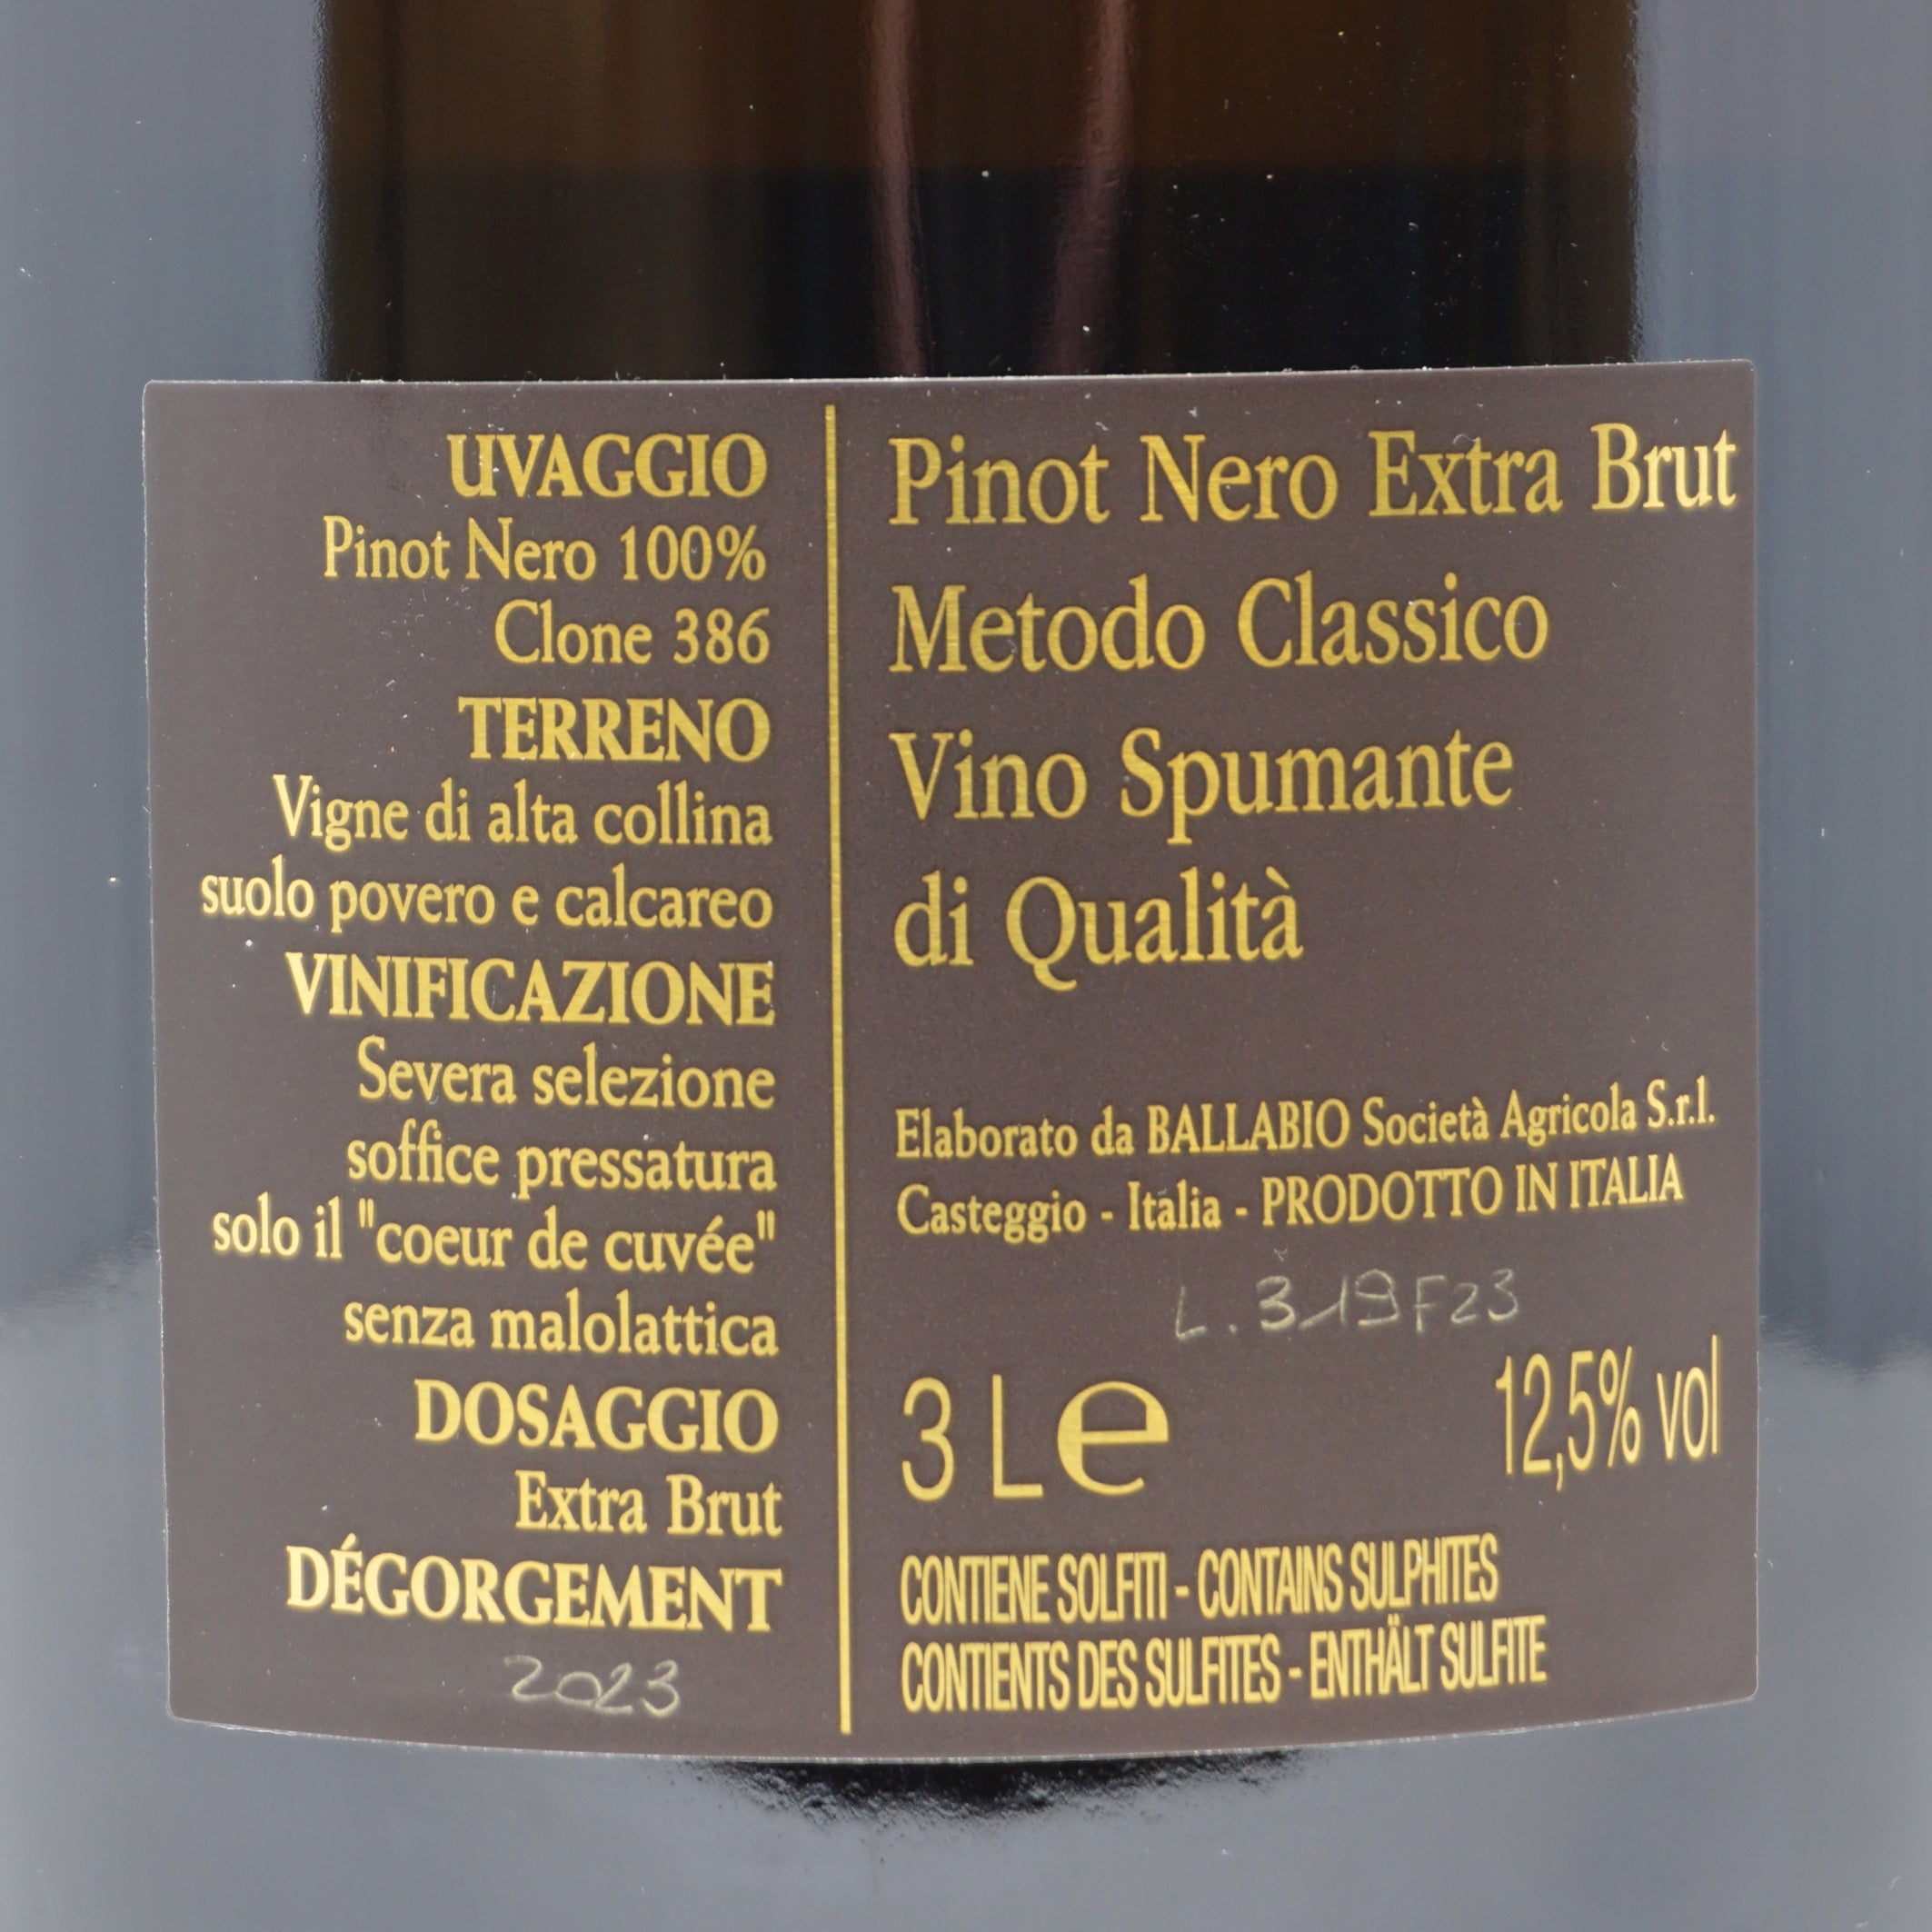 UVAGGIO
Pinot Nero 100%
Clone 386
TERRENO
Vigne di alta collina
suolo povero e calcareo
VINIFICAZIONE
Severa selezione
soffice pressatura
solo il "coeur de cuvée"
senza malolattica
DOSAGGIO
Extra Brut
DÉGORGEMENT
2023
Pinot Nero Extra Brut
Metodo Classico
Vino Spumante
di Qualità
Elaborato da BALLABIO Società Agricola S.r.l.
Casteggio - Italia - PRODOTTO IN ITALIA
L. 319F23
3 L e 12,5% vol
CONTIENE SOLFITI - CONTAINS SULPHITES
CONTIENTS DES SULFITES - ENTHÄLT SULFITE